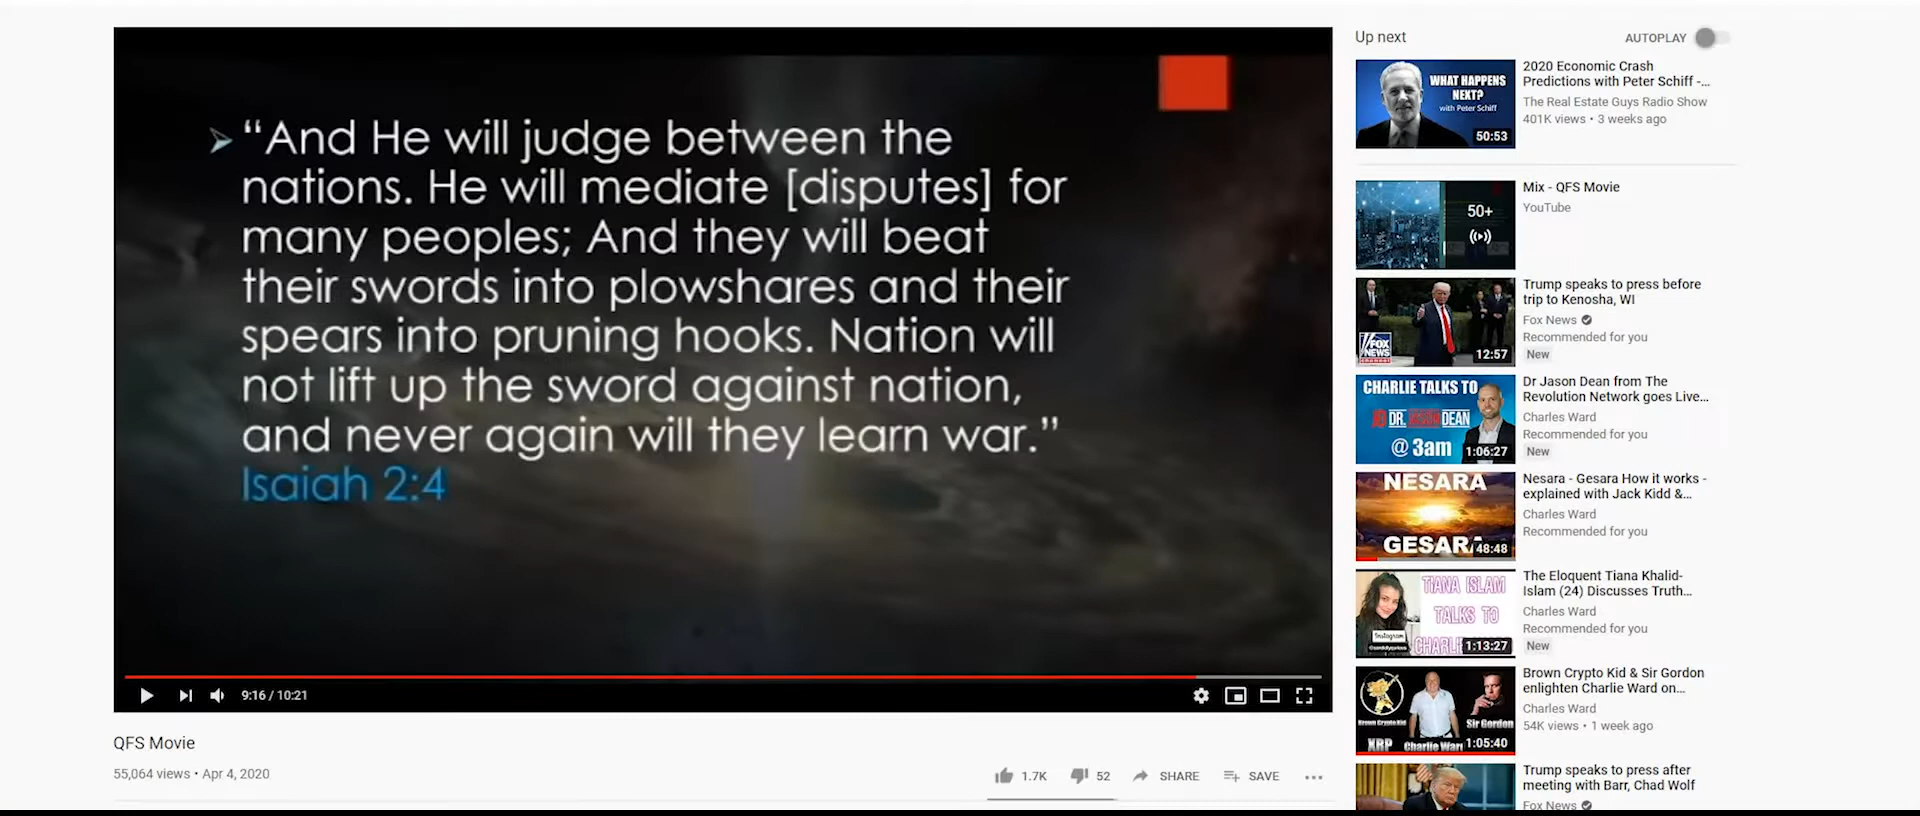 “And He will judge between the
nations. He will mediate [disputes] for
many peoples; And they will beat
their swords into plowshares and their
spears into pruning hooks. Nation will
not lift up the sword against nation,
and never again will they learn war.”
Isaiah 2:4
9:16 / 10:21
QFS Movie
55,064 views • Apr 4, 2020
1.7K
52
SHARE
SAVE
Up next
AUTOPLAY
WHAT HAPPENS
NEXT?
with Peter Schiff
50:53
2020 Economic Crash
Predictions with Peter Schiff -...
The Real Estate Guys Radio Show
401K views • 3 weeks ago
50+
Mix - QFS Movie
YouTube
FOX
NEWS
channel
12:57
Trump speaks to press before
trip to Kenosha, WI
Fox News
Recommended for you
New
CHARLIE TALKS TO
JD DR. JASON DEAN
@ 3am
1:06:27
Dr Jason Dean from The
Revolution Network goes Live...
Charles Ward
Recommended for you
New
NESARA
GESARA
48:48
Nesara - Gesara How it works -
explained with Jack Kidd &...
Charles Ward
Recommended for you
TIANA ISLAM
TALKS TO
CHARLI
Instagram
1:13:27
The Eloquent Tiana Khalid-
Islam (24) Discusses Truth...
Charles Ward
Recommended for you
New
Brown Crypto Kid
Sir Gordon
XRP
Charlie Ward
1:05:40
Brown Crypto Kid & Sir Gordon
enlighten Charlie Ward on...
Charles Ward
54K views • 1 week ago
Trump speaks to press after
meeting with Barr, Chad Wolf
Fox News